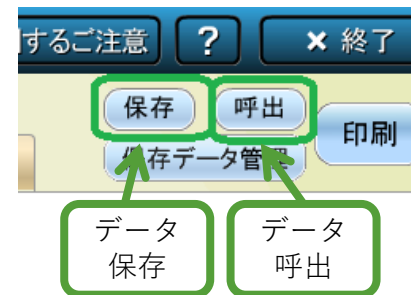 するご注意 ? × 終了
保存 呼出
印刷
保存データ管理
データ
保存
データ
呼出